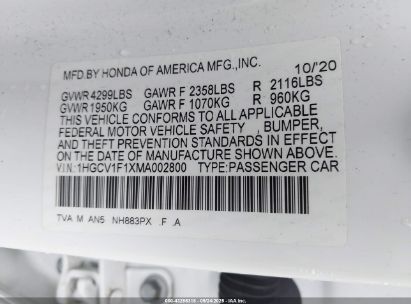 MFD.BY HONDA OF AMERICA MFG.,INC. 10/'20
GVWR 4299LBS GAWR F 2358LBS R 2116LBS
GVWR 1950KG GAWR F 1070KG R 960KG
THIS VEHICLE CONFORMS TO ALL APPLICABLE
FEDERAL MOTOR VEHICLE SAFETY , BUMPER,
AND THEFT PREVENTION STANDARDS IN EFFECT
ON THE DATE OF MANUFACTURE SHOWN ABOVE.
V.I.N:1HGCV1F1XMA002800 TYPE:PASSENGER CAR
TVA M AN5 NH883PX .F .A